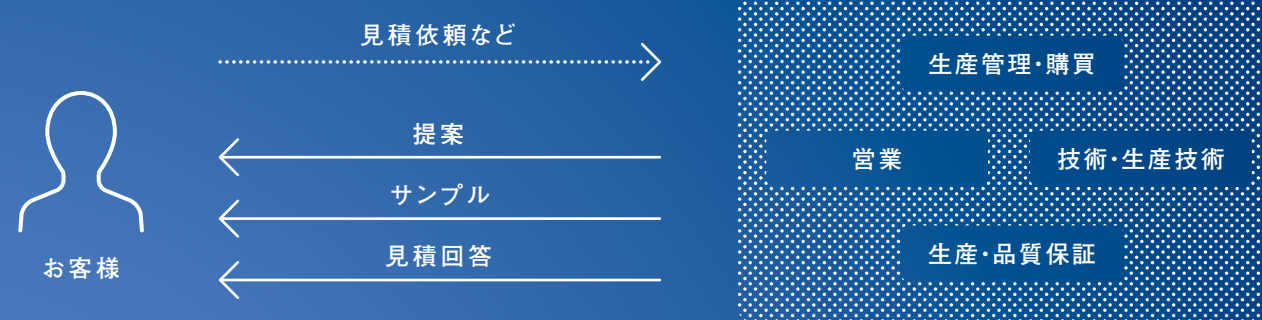 見積依頼など
提案
サンプル
見積回答
お客様
生産管理・購買
営業
技術・生産技術
生産・品質保証